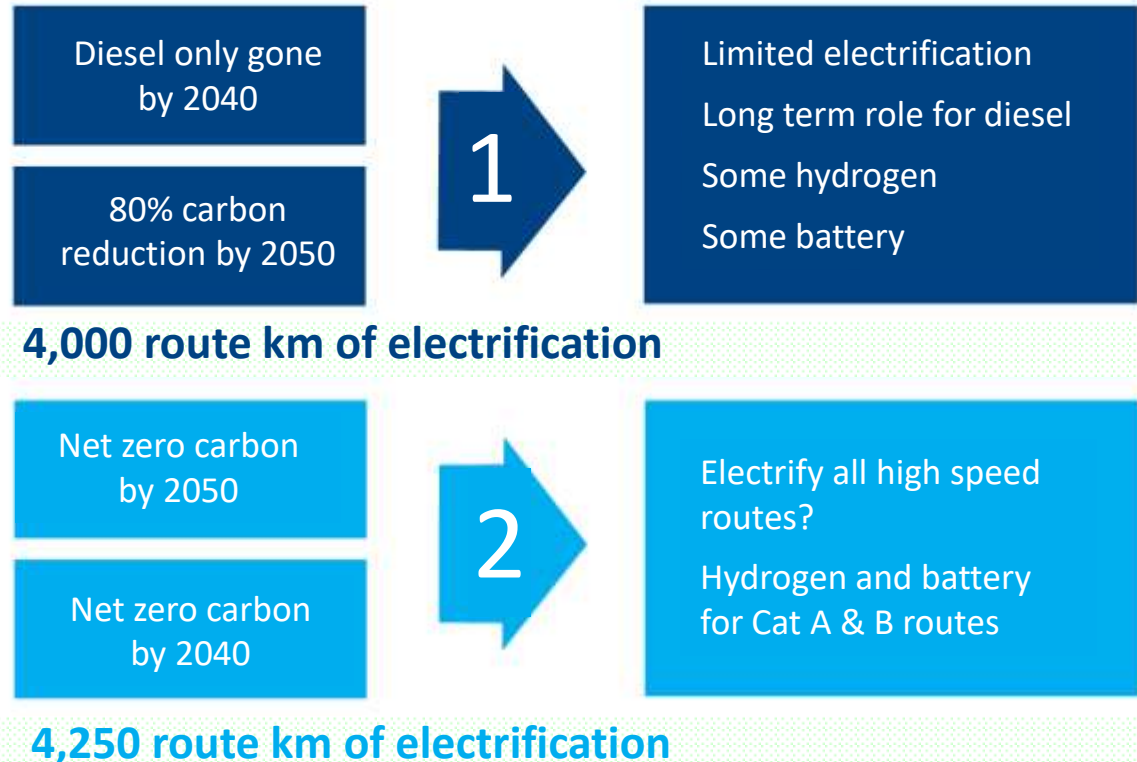 Diesel only gone
by 2040
80% carbon
reduction by 2050
1
Limited electrification
Long term role for diesel
Some hydrogen
Some battery
4,000 route km of electrification
Net zero carbon
by 2050
Net zero carbon
by 2040
2
Electrify all high speed
routes?
Hydrogen and battery
for Cat A & B routes
4,250 route km of electrification